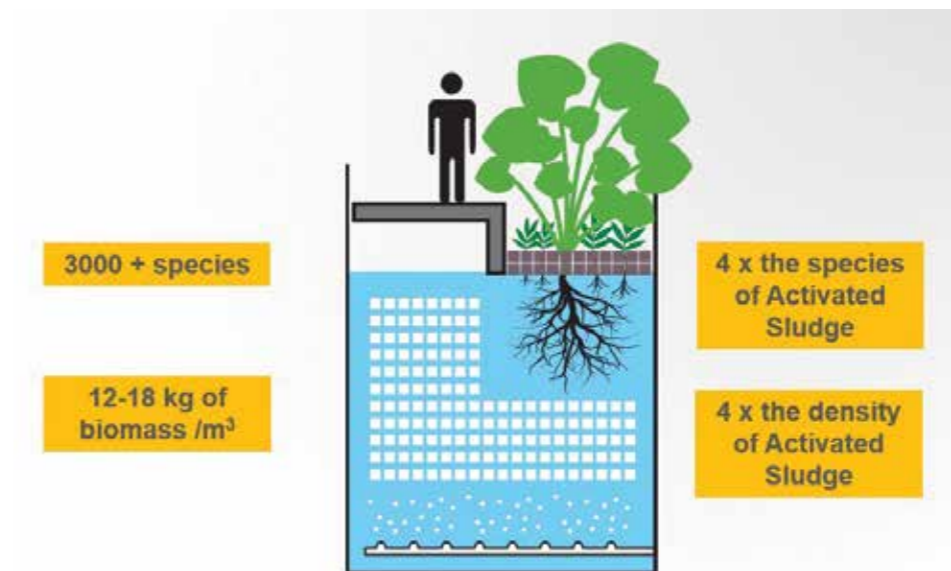 3000 + species
12-18 kg of
biomass /m³
4 x the species
of Activated
Sludge
4 x the density
of Activated
Sludge